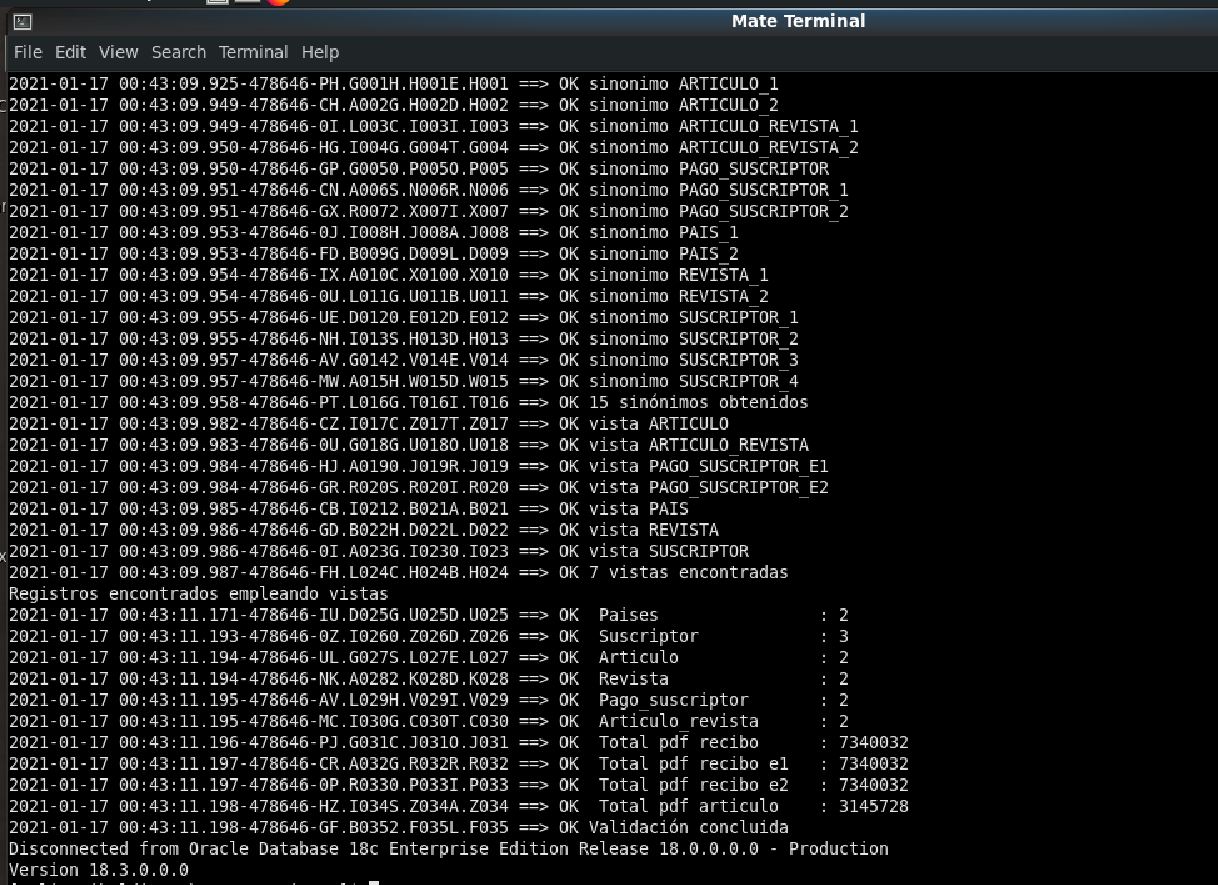 Mate Terminal
File Edit View Search Terminal Help
2021-01-17 00:43:09.925-478646-PH.G001H.H001E.H001 ==> OK sinonimo ARTICULO_1
2021-01-17 00:43:09.949-478646-CH.A002G.H002D.H002 ==> OK sinonimo ARTICULO_2
2021-01-17 00:43:09.949-478646-0I.L003C.I003I.I003 ==> OK sinonimo ARTICULO_REVISTA_1
2021-01-17 00:43:09.950-478646-HG.I004G.G004T.G004 ==> OK sinonimo ARTICULO_REVISTA_2
2021-01-17 00:43:09.950-478646-GP.G0050.P005O.P005 ==> OK sinonimo PAGO_SUSCRIPTOR
2021-01-17 00:43:09.951-478646-CN.A006S.N006R.N006 ==> OK sinonimo PAGO_SUSCRIPTOR_1
2021-01-17 00:43:09.951-478646-GX.R0072.X007I.X007 ==> OK sinonimo PAGO_SUSCRIPTOR_2
2021-01-17 00:43:09.953-478646-0J.I008H.J008A.J008 ==> OK sinonimo PAIS_1
2021-01-17 00:43:09.953-478646-FD.B009G.D009L.D009 ==> OK sinonimo PAIS_2
2021-01-17 00:43:09.954-478646-IX.A010C.X0100.X010 ==> OK sinonimo REVISTA_1
2021-01-17 00:43:09.954-478646-0U.L011G.U011B.U011 ==> OK sinonimo REVISTA_2
2021-01-17 00:43:09.955-478646-UE.D0120.E012D.E012 ==> OK sinonimo SUSCRIPTOR_1
2021-01-17 00:43:09.955-478646-NH.I013S.H013D.H013 ==> OK sinonimo SUSCRIPTOR_2
2021-01-17 00:43:09.957-478646-AV.G0142.V014E.V014 ==> OK sinonimo SUSCRIPTOR_3
2021-01-17 00:43:09.957-478646-MW.A015H.W015D.W015 ==> OK sinonimo SUSCRIPTOR_4
2021-01-17 00:43:09.958-478646-PT.L016G.T016I.T016 ==> OK 15 sinónimos obtenidos
2021-01-17 00:43:09.982-478646-CZ.I017C.Z017T.Z017 ==> OK vista ARTICULO
2021-01-17 00:43:09.983-478646-0U.G018G.U018O.U018 ==> OK vista ARTICULO_REVISTA
2021-01-17 00:43:09.984-478646-HJ.A0190.J019R.J019 ==> OK vista PAGO_SUSCRIPTOR_E1
2021-01-17 00:43:09.984-478646-GR.R020S.R020I.R020 ==> OK vista PAGO_SUSCRIPTOR_E2
2021-01-17 00:43:09.985-478646-CB.I0212.B021A.B021 ==> OK vista PAIS
2021-01-17 00:43:09.986-478646-GD.B022H.D022L.D022 ==> OK vista REVISTA
2021-01-17 00:43:09.986-478646-0I.A023G.I0230.I023 ==> OK vista SUSCRIPTOR
2021-01-17 00:43:09.987-478646-FH.L024C.H024B.H024 ==> OK 7 vistas encontradas
Registros encontrados empleando vistas
2021-01-17 00:43:11.171-478646-IU.D025G.U025D.U025 ==> OK Paises : 2
2021-01-17 00:43:11.193-478646-0Z.I0260.Z026D.Z026 ==> OK Suscriptor : 3
2021-01-17 00:43:11.194-478646-UL.G027S.L027E.L027 ==> OK Articulo : 2
2021-01-17 00:43:11.194-478646-NK.A0282.K028D.K028 ==> OK Revista : 2
2021-01-17 00:43:11.195-478646-AV.L029H.V029I.V029 ==> OK Pago_suscriptor : 2
2021-01-17 00:43:11.195-478646-MC.I030G.C030T.C030 ==> OK Articulo_revista : 2
2021-01-17 00:43:11.196-478646-PJ.G031C.J031O.J031 ==> OK Total pdf recibo : 7340032
2021-01-17 00:43:11.197-478646-CR.A032G.R032R.R032 ==> OK Total pdf recibo e1 : 7340032
2021-01-17 00:43:11.197-478646-0P.R0330.P033I.P033 ==> OK Total pdf recibo e2 : 7340032
2021-01-17 00:43:11.198-478646-HZ.I034S.Z034A.Z034 ==> OK Total pdf articulo : 3145728
2021-01-17 00:43:11.198-478646-GF.B0352.F035L.F035 ==> OK Validación concluida
Disconnected from Oracle Database 18c Enterprise Edition Release 18.0.0.0.0 - Production
Version 18.3.0.0.0